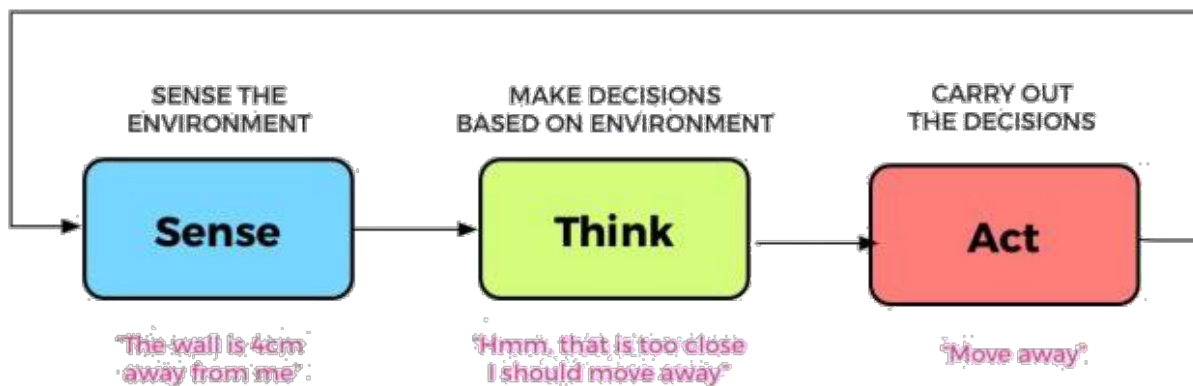 SENSE THE
ENVIRONMENT
MAKE DECISIONS
BASED ON ENVIRONMENT
CARRY OUT
THE DECISIONS
Sense
Think
Act
"The wall is 4cm
away from me"
"Hmm, that is too close
I should move away"
"Move away"